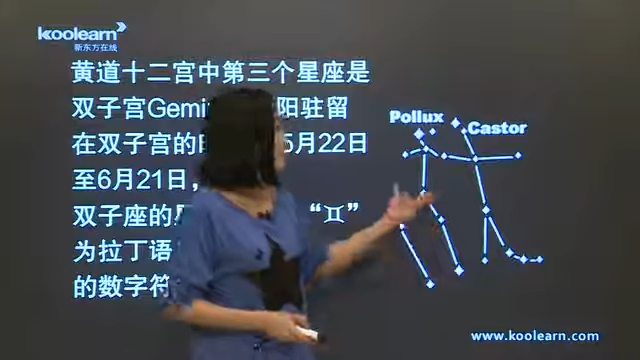 koolearn
新东方在线
黄道十二宫中第三个星座是
双子宫Gemi 阳驻留
在双子宫的 5月22日
至6月21日，
双子座的 “♊”
为拉丁语
的数字符
Pollux
Castor
www.koolearn.com